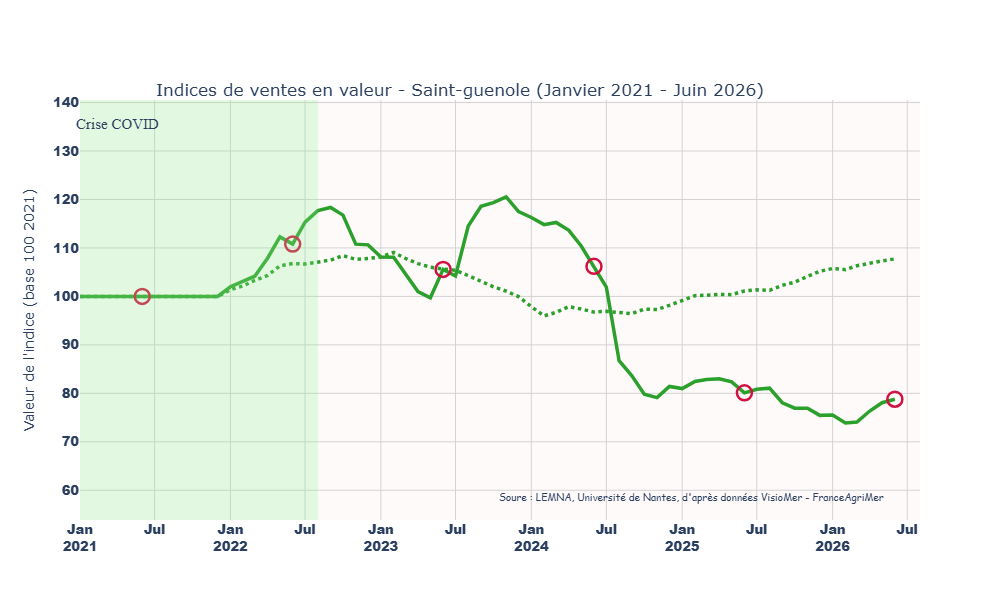 Indices de ventes en valeur - Saint-guenole (Janvier 2021 - Juin 2026)
Valeur de l'indice (base 100 2021)
140
Crise COVID
130
120
110
100
90
80
70
60
Soure : LEMNA, Université de Nantes, d'après données VisioMer - FranceAgriMer
Jan Jul Jan Jul Jan Jul Jan Jul Jan Jul Jan Jul
2021 2022 2023 2024 2025 2026